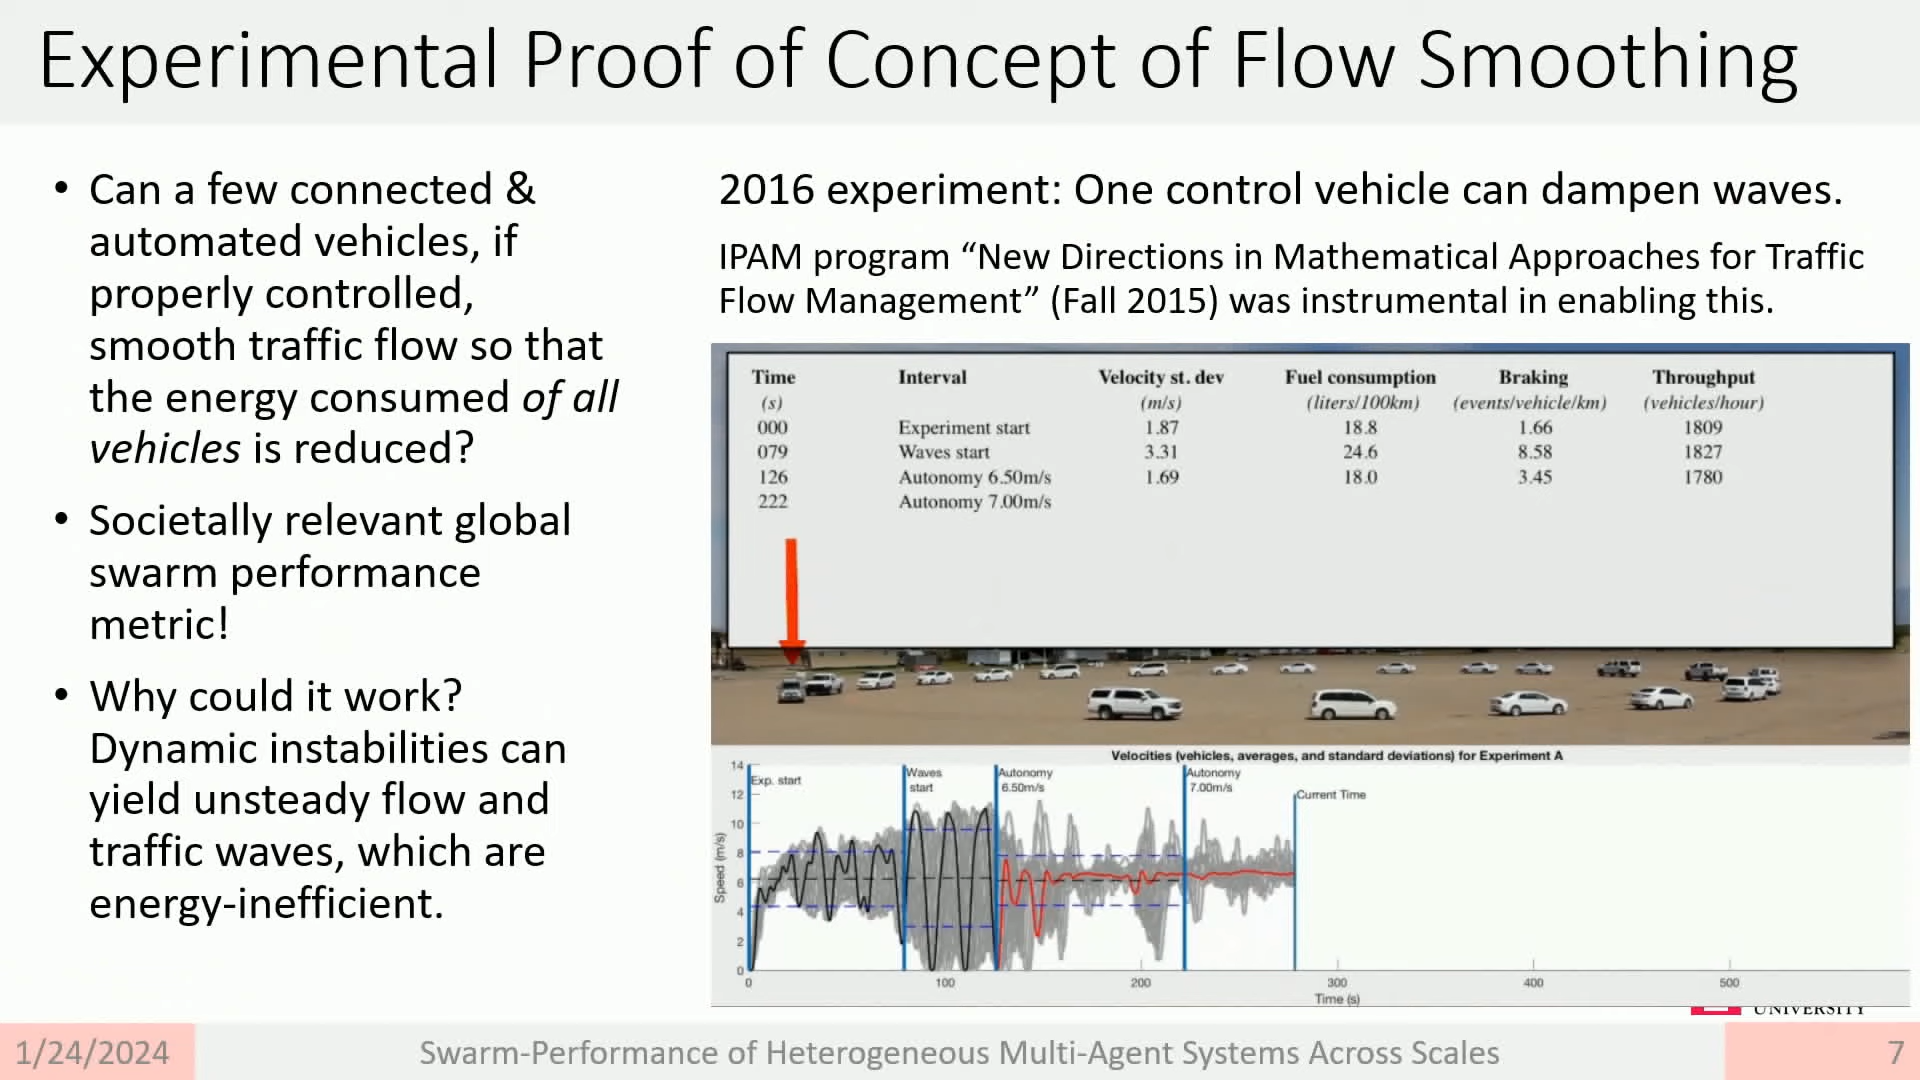 Experimental Proof of Concept of Flow Smoothing
• Can a few connected &
automated vehicles, if
properly controlled,
smooth traffic flow so that
the energy consumed of all
vehicles is reduced?
• Societally relevant global
swarm performance
metric!
• Why could it work?
Dynamic instabilities can
yield unsteady flow and
traffic waves, which are
energy-inefficient.
2016 experiment: One control vehicle can dampen waves.
IPAM program “New Directions in Mathematical Approaches for Traffic
Flow Management” (Fall 2015) was instrumental in enabling this.
Time Interval Velocity st. dev Fuel consumption Braking Throughput
(s) (m/s) (liters/100km) (events/vehicle/km) (vehicles/hour)
000 Experiment start 1.87 18.8 1.66 1809
079 Waves start 3.31 24.6 8.58 1827
126 Autonomy 6.50m/s 1.69 18.0 3.45 1780
222 Autonomy 7.00m/s
Velocities (vehicles, averages, and standard deviations) for Experiment A
Exp. start
Waves
start
Autonomy
6.50m/s
Autonomy
7.00m/s
Current Time
Speed (m/s)
14
12
10
8
6
4
2
0
0 100 200 300 400 500
Time (s)
UNIVERSITY
1/24/2024
Swarm-Performance of Heterogeneous Multi-Agent Systems Across Scales
7